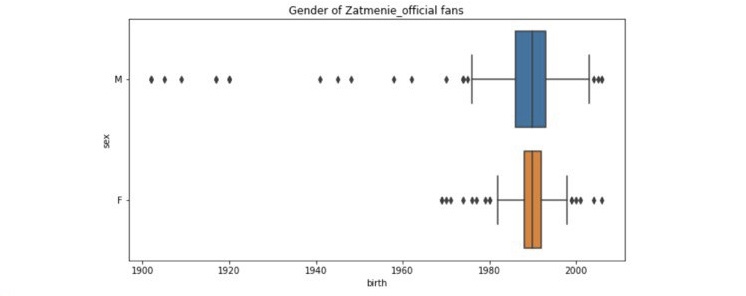 Gender of Zatmenie_official fans
M
sex
F
1900 1920 1940 1960 1980 2000
birth